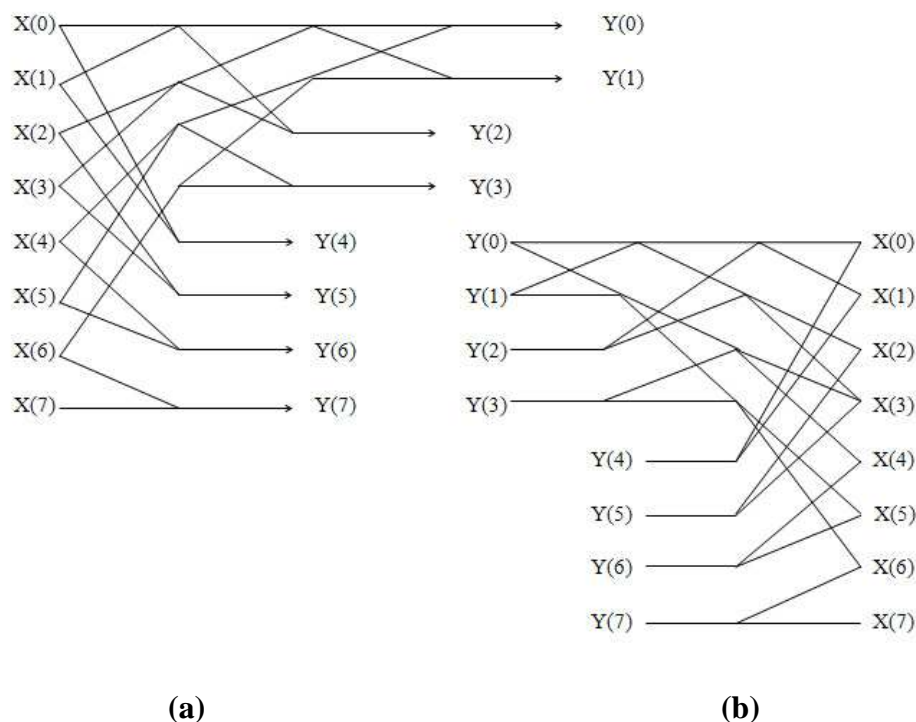 X(0) Y(0)
X(1) Y(1)
X(2) Y(2)
X(3) Y(3)
X(4) Y(4) Y(0) X(0)
X(5) Y(5) Y(1) X(1)
X(6) Y(6) Y(2) X(2)
X(7) Y(7) Y(3) X(3)
Y(4) X(4)
Y(5) X(5)
Y(6) X(6)
Y(7) X(7)
(a) (b)